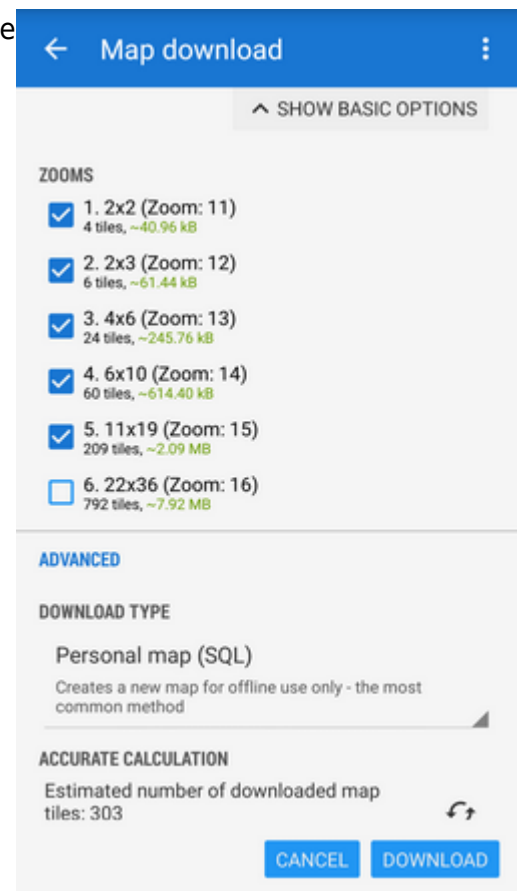 e
Map download
SHOW BASIC OPTIONS
ZOOMS
1. 2x2 (Zoom: 11)
4 tiles, ~40.96 kB
2. 2x3 (Zoom: 12)
6 tiles, ~61.44 kB
3. 4x6 (Zoom: 13)
24 tiles, ~245.76 kB
4. 6x10 (Zoom: 14)
60 tiles, ~614.40 kB
5. 11x19 (Zoom: 15)
209 tiles, ~2.09 MB
6. 22x36 (Zoom: 16)
792 tiles, ~7.92 MB
ADVANCED
DOWNLOAD TYPE
Personal map (SQL)
Creates a new map for offline use only - the most
common method
ACCURATE CALCULATION
Estimated number of downloaded map
tiles: 303
CANCEL DOWNLOAD